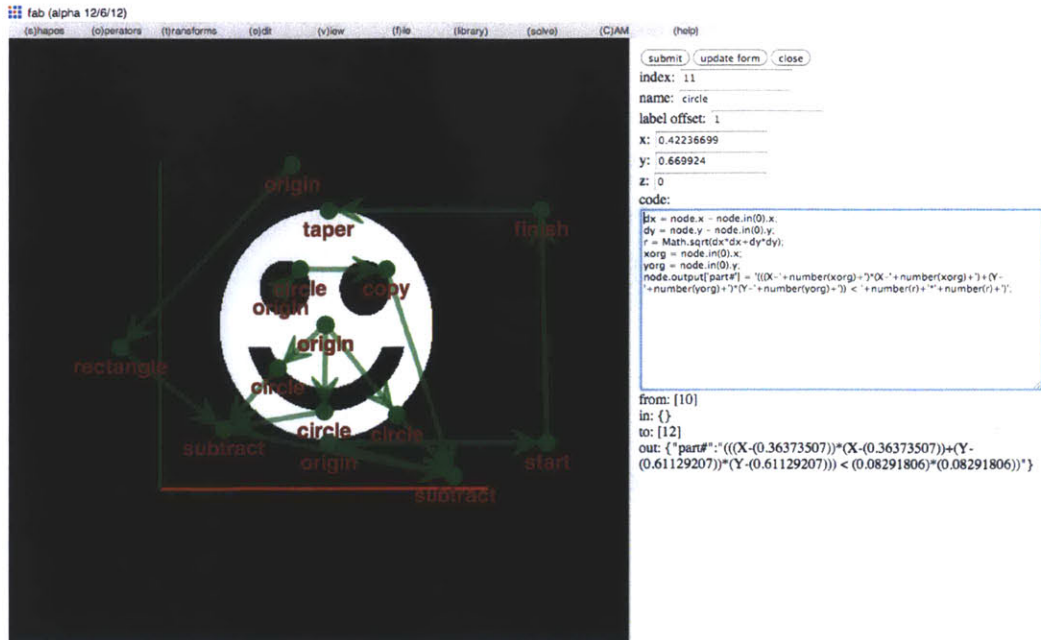 fab (alpha 12/6/12)
(s)hapes (o)perators (t)ransforms (e)dit (v)iew (f)ile (library) (solve) (C)AM (help)
submit update form close
index: 11
name: circle
label offset: 1
x: 0.42236699
y: 0.669924
z: 0
code:
dx = node.x - node.in(0).x;
dy = node.y - node.in(0).y;
r = Math.sqrt(dx*dx+dy*dy);
xorg = node.in(0).x;
yorg = node.in(0).y;
node.output['part#'] = '(((X-'+number(xorg)+')*(X-'+number(xorg)+')+(Y-
'+number(yorg)+')*(Y-'+number(yorg)+')) < '+number(r)+'*'+number(r)+')';
from: [10]
in: {}
to: [12]
out: {"part#":"(((X-(0.36373507))*(X-(0.36373507))+(Y-
(0.61129207))*(Y-(0.61129207))) < (0.08291806)*(0.08291806))"}
origin
taper
finish
circle
copy
origin
origin
rectangle
circle
circle
circle
subtract
origin
start
subtract